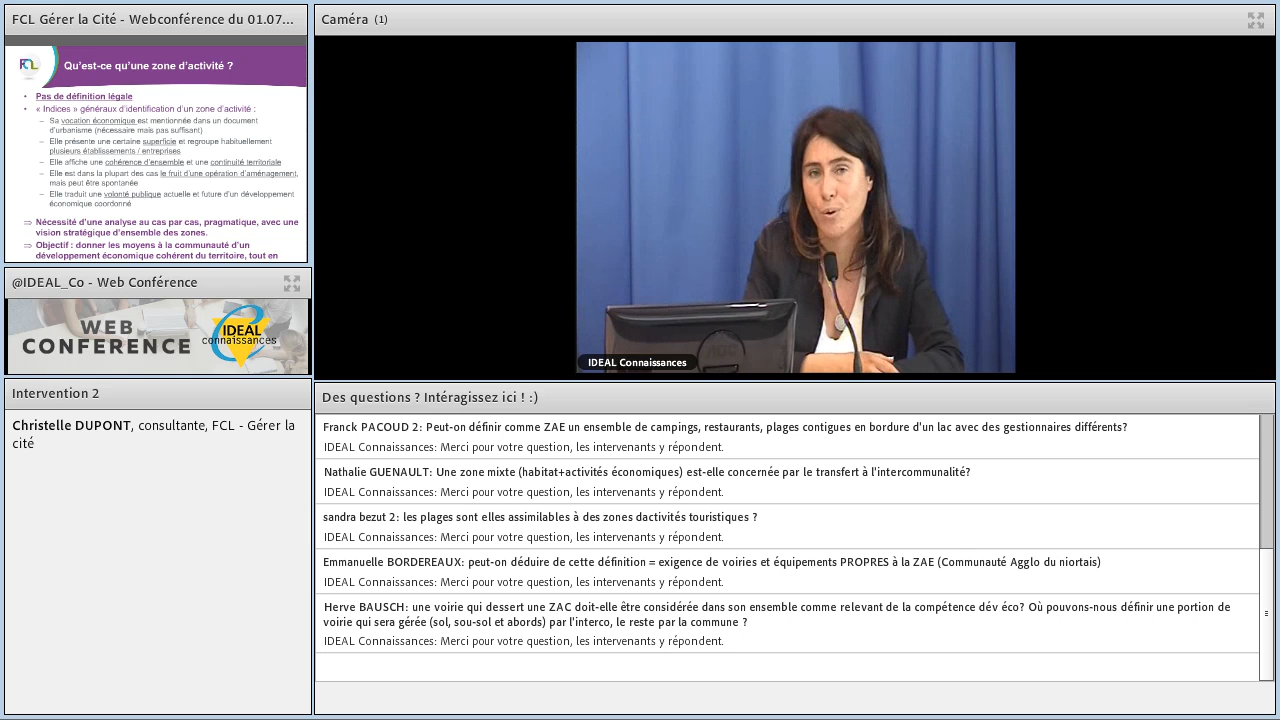 FCL Gérer la Cité - Webconférence du 01.07...
FCL
Qu'est-ce qu'une zone d'activité ?
• Pas de définition légale
• « Indices » généraux d'identification d'un zone d'activité :
– Sa vocation économique est mentionnée dans un document
d'urbanisme (nécessaire mais pas suffisant)
– Elle présente une certaine superficie et regroupe habituellement
plusieurs établissements / entreprises
– Elle affiche une cohérence d'ensemble et une continuité territoriale
– Elle est dans la plupart des cas le fruit d'une opération d'aménagement,
mais peut être spontanée
– Elle traduit une volonté publique actuelle et future d'un développement
économique coordonné
⇒ Nécessité d'une analyse au cas par cas, pragmatique, avec une
vision stratégique d'ensemble des zones.
⇒ Objectif : donner les moyens à la communauté d'un
développement économique cohérent du territoire, tout en
@IDEAL_Co - Web Conférence
WEB
CONFERENCE
IDEAL
connaissances
Intervention 2
Christelle DUPONT, consultante, FCL - Gérer la
cité
Caméra (1)
IDEAL Connaissances
Des questions ? Intéragissez ici ! :)
Franck PACOUD 2: Peut-on définir comme ZAE un ensemble de campings, restaurants, plages contigues en bordure d'un lac avec des gestionnaires différents?
IDEAL Connaissances: Merci pour votre question, les intervenants y répondent.
Nathalie GUENAULT: Une zone mixte (habitat+activités économiques) est-elle concernée par le transfert à l'intercommunalité?
IDEAL Connaissances: Merci pour votre question, les intervenants y répondent.
sandra bezut 2: les plages sont elles assimilables à des zones dactivités touristiques ?
IDEAL Connaissances: Merci pour votre question, les intervenants y répondent.
Emmanuelle BORDEREAUX: peut-on déduire de cette définition = exigence de voiries et équipements PROPRES à la ZAE (Communauté Agglo du niortais)
IDEAL Connaissances: Merci pour votre question, les intervenants y répondent.
Herve BAUSCH: une voirie qui dessert une ZAC doit-elle être considérée dans son ensemble comme relevant de la compétence dév éco? Où pouvons-nous définir une portion de
voirie qui sera gérée (sol, sou-sol et abords) par l'interco, le reste par la commune ?
IDEAL Connaissances: Merci pour votre question, les intervenants y répondent.